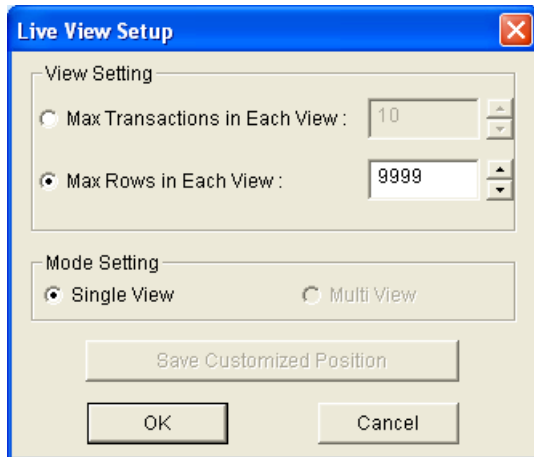 Live View Setup
View Setting
Max Transactions in Each View : 10
Max Rows in Each View : 9999
Mode Setting
Single View Multi View
Save Customized Position
OK Cancel